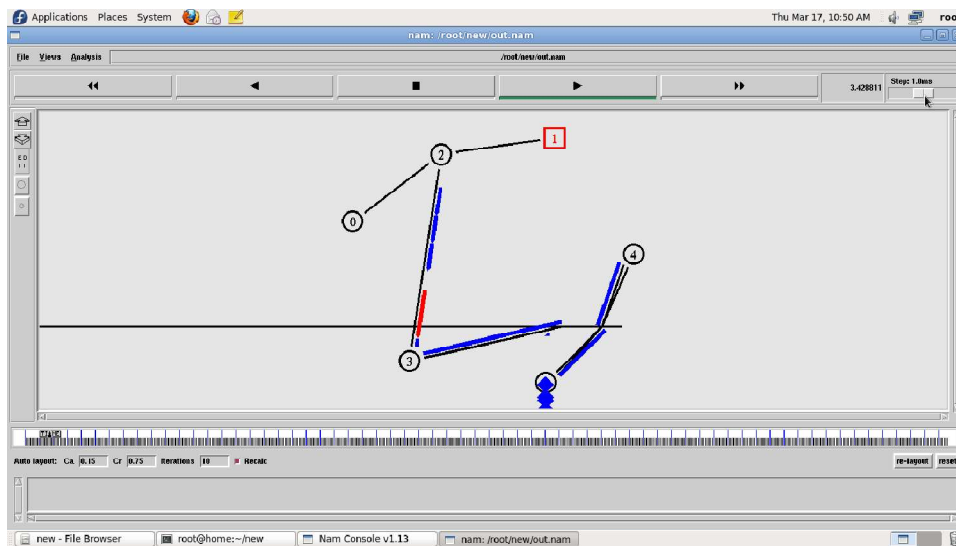 Applications Places System Thu Mar 17, 10:50 AM roo
nam: /root/new/out.nam
File Views Analysis /root/new/out.nam
3.428811 Step: 1.0ms
1
2
0
4
3
Auto layout: Ca 0.15 Cr 0.75 Iterations 10 Recalc re-layout reset
new - File Browser root@home:~/new Nam Console v1.13 nam: /root/new/out.nam